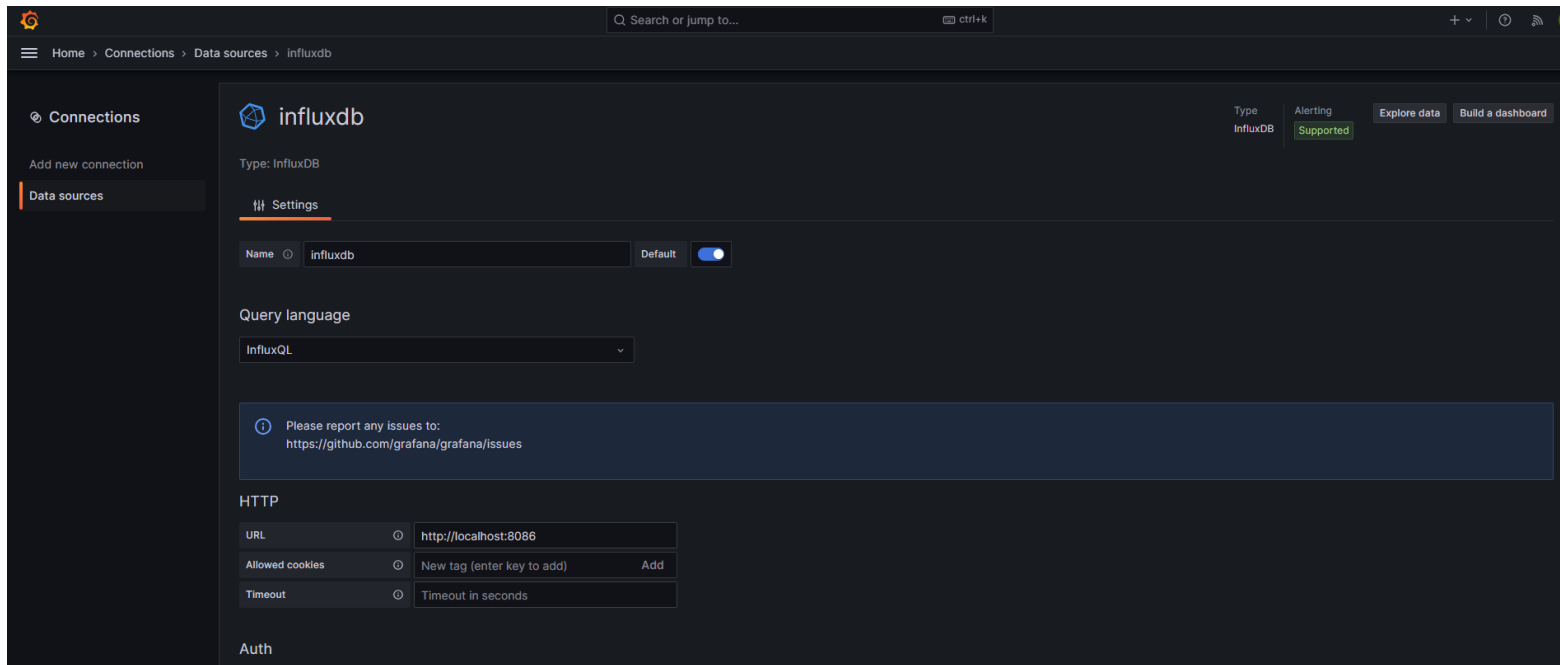 Search or jump to...
ctrl+k
Home › Connections › Data sources › influxdb
Connections
Add new connection
Data sources
influxdb
Type: InfluxDB
Type
InfluxDB
Alerting
Supported
Explore data
Build a dashboard
Settings
Name influxdb Default
Query language
InfluxQL
Please report any issues to:
https://github.com/grafana/grafana/issues
HTTP
URL http://localhost:8086
Allowed cookies New tag (enter key to add) Add
Timeout Timeout in seconds
Auth